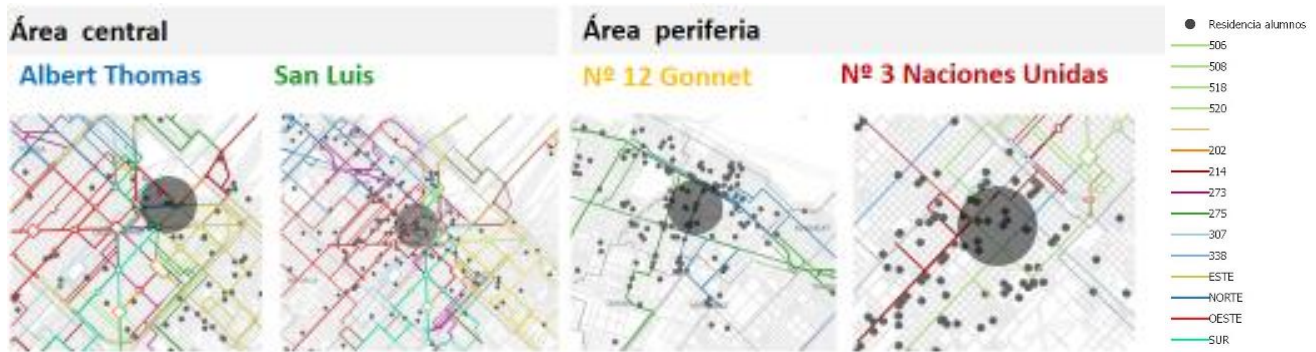 Área central
Área periferia
Albert Thomas
San Luis
Nº 12 Gonnet
Nº 3 Naciones Unidas
Residencia alumnos
506
508
518
520
202
214
273
275
307
338
ESTE
NORTE
OESTE
SUR